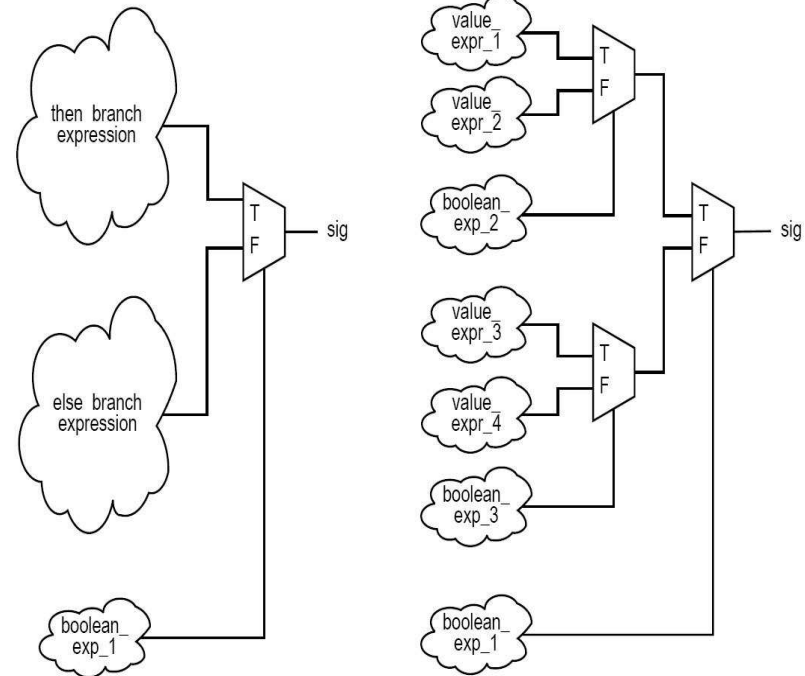 then branch
expression
T
F
sig
else branch
expression
boolean_
exp_1
value_
expr_1
T
F
value_
expr_2
boolean_
exp_2
T
F
sig
value_
expr_3
T
F
value_
expr_4
boolean_
exp_3
boolean_
exp_1